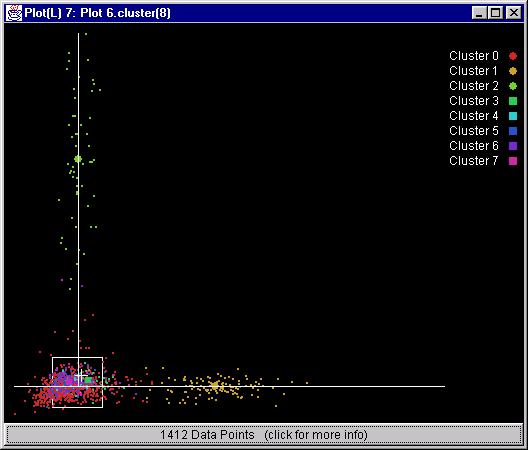 Plot(L) 7: Plot 6.cluster(8)
Cluster 0
Cluster 1
Cluster 2
Cluster 3
Cluster 4
Cluster 5
Cluster 6
Cluster 7
1412 Data Points (click for more info)